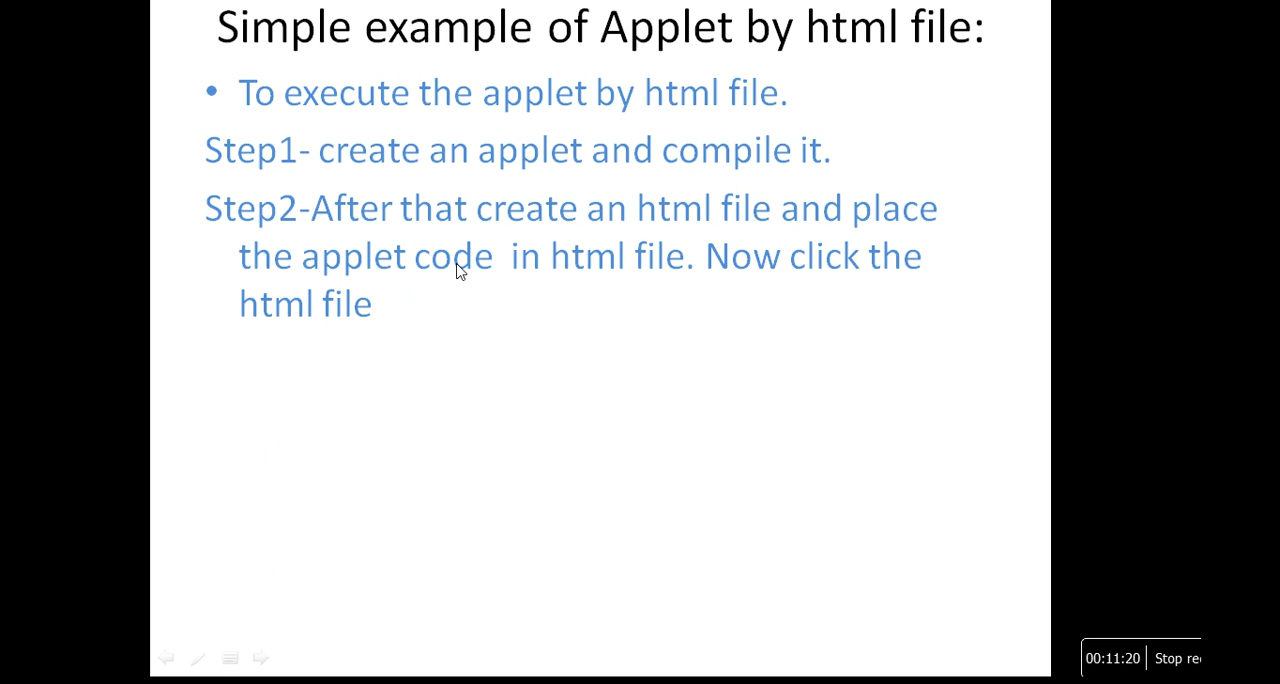 Simple example of Applet by html file:
• To execute the applet by html file.
Step1- create an applet and compile it.
Step2-After that create an html file and place
the applet code in html file. Now click the
html file
00:11:20 Stop